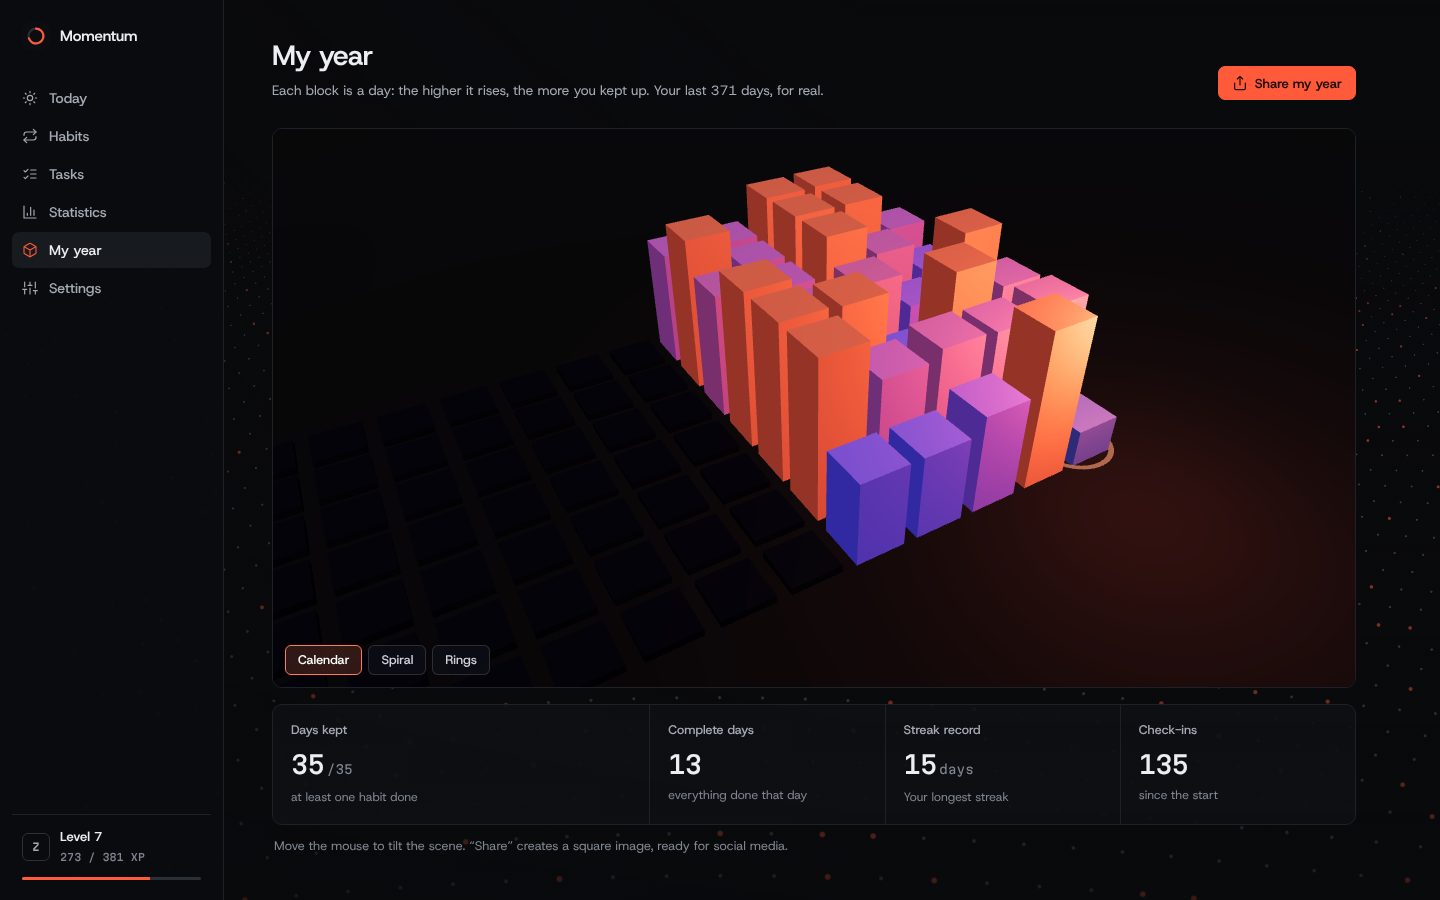 Momentum
Today
Habits
Tasks
Statistics
My year
Settings
My year
Each block is a day: the higher it rises, the more you kept up. Your last 371 days, for real.
Share my year
Calendar
Spiral
Rings
Days kept
35 /35
at least one habit done
Complete days
13
everything done that day
Streak record
15 days
Your longest streak
Check-ins
135
since the start
Move the mouse to tilt the scene. “Share” creates a square image, ready for social media.
Z
Level 7
273 / 381 XP